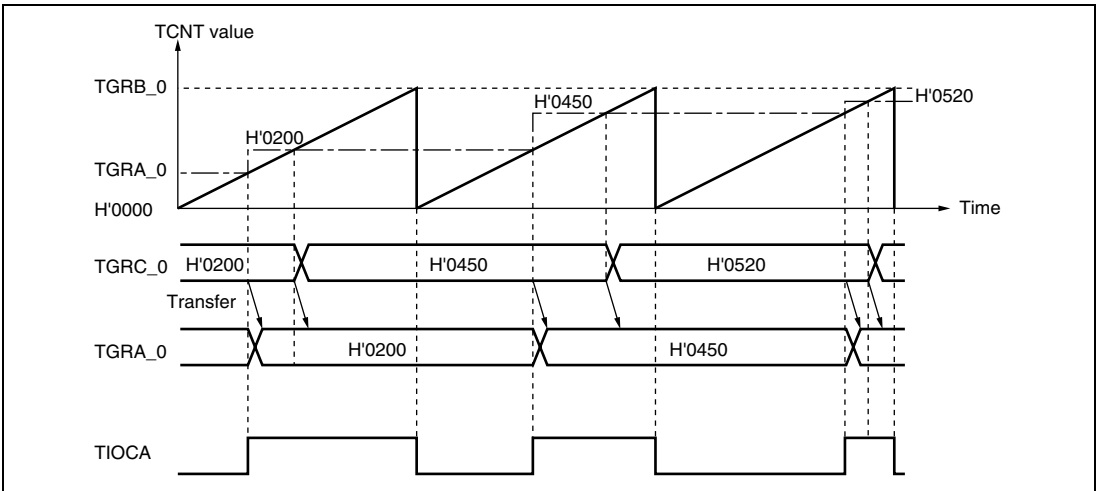 TCNT value
TGRB_0
H'0520
H'0450
H'0200
TGRA_0
H'0000
Time
TGRC_0 H'0200 H'0450 H'0520
Transfer
TGRA_0 H'0200 H'0450
TIOCA